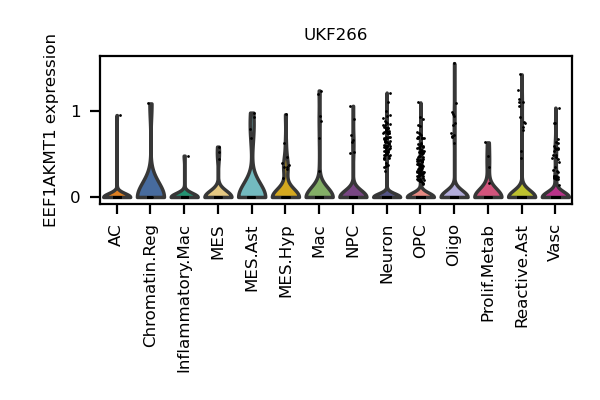 UKF266
EEF1AKMT1 expression
1
0
AC
Chromatin.Reg
Inflammatory.Mac
MES
MES.Ast
MES.Hyp
Mac
NPC
Neuron
OPC
Oligo
Prolif.Metab
Reactive.Ast
Vasc